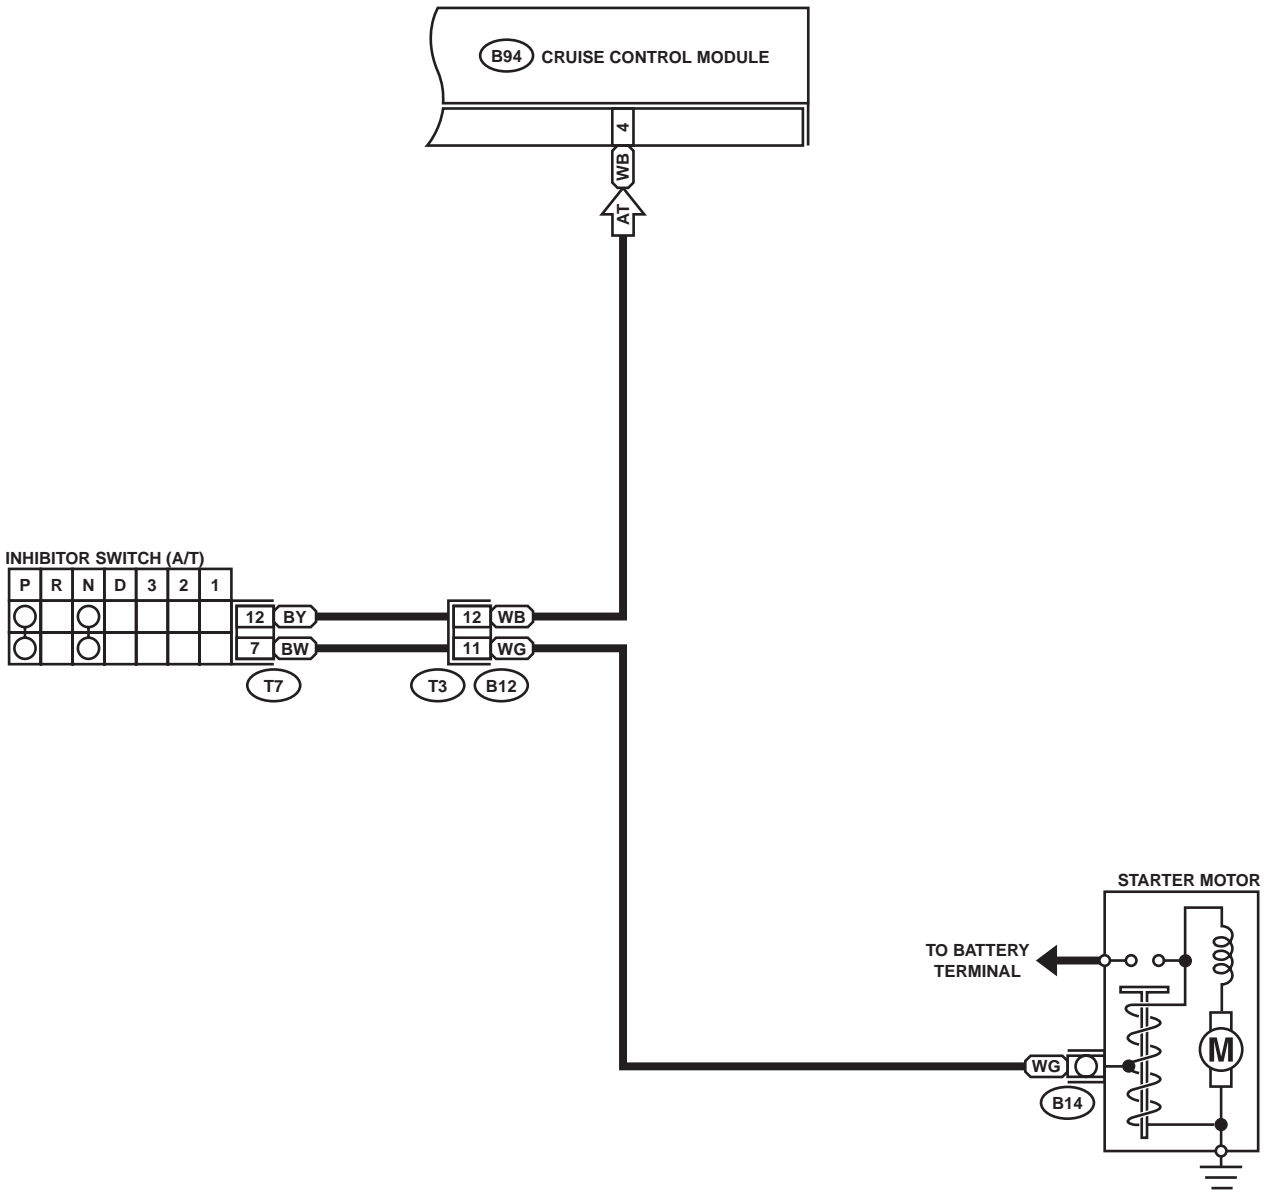 B94 CRUISE CONTROL MODULE
4
WB
AT
INHIBITOR SWITCH (A/T)
P R N D 3 2 1
12 BY 12 WB
7 BW 11 WG
T7 T3 B12
STARTER MOTOR
TO BATTERY
TERMINAL
M
WG
B14